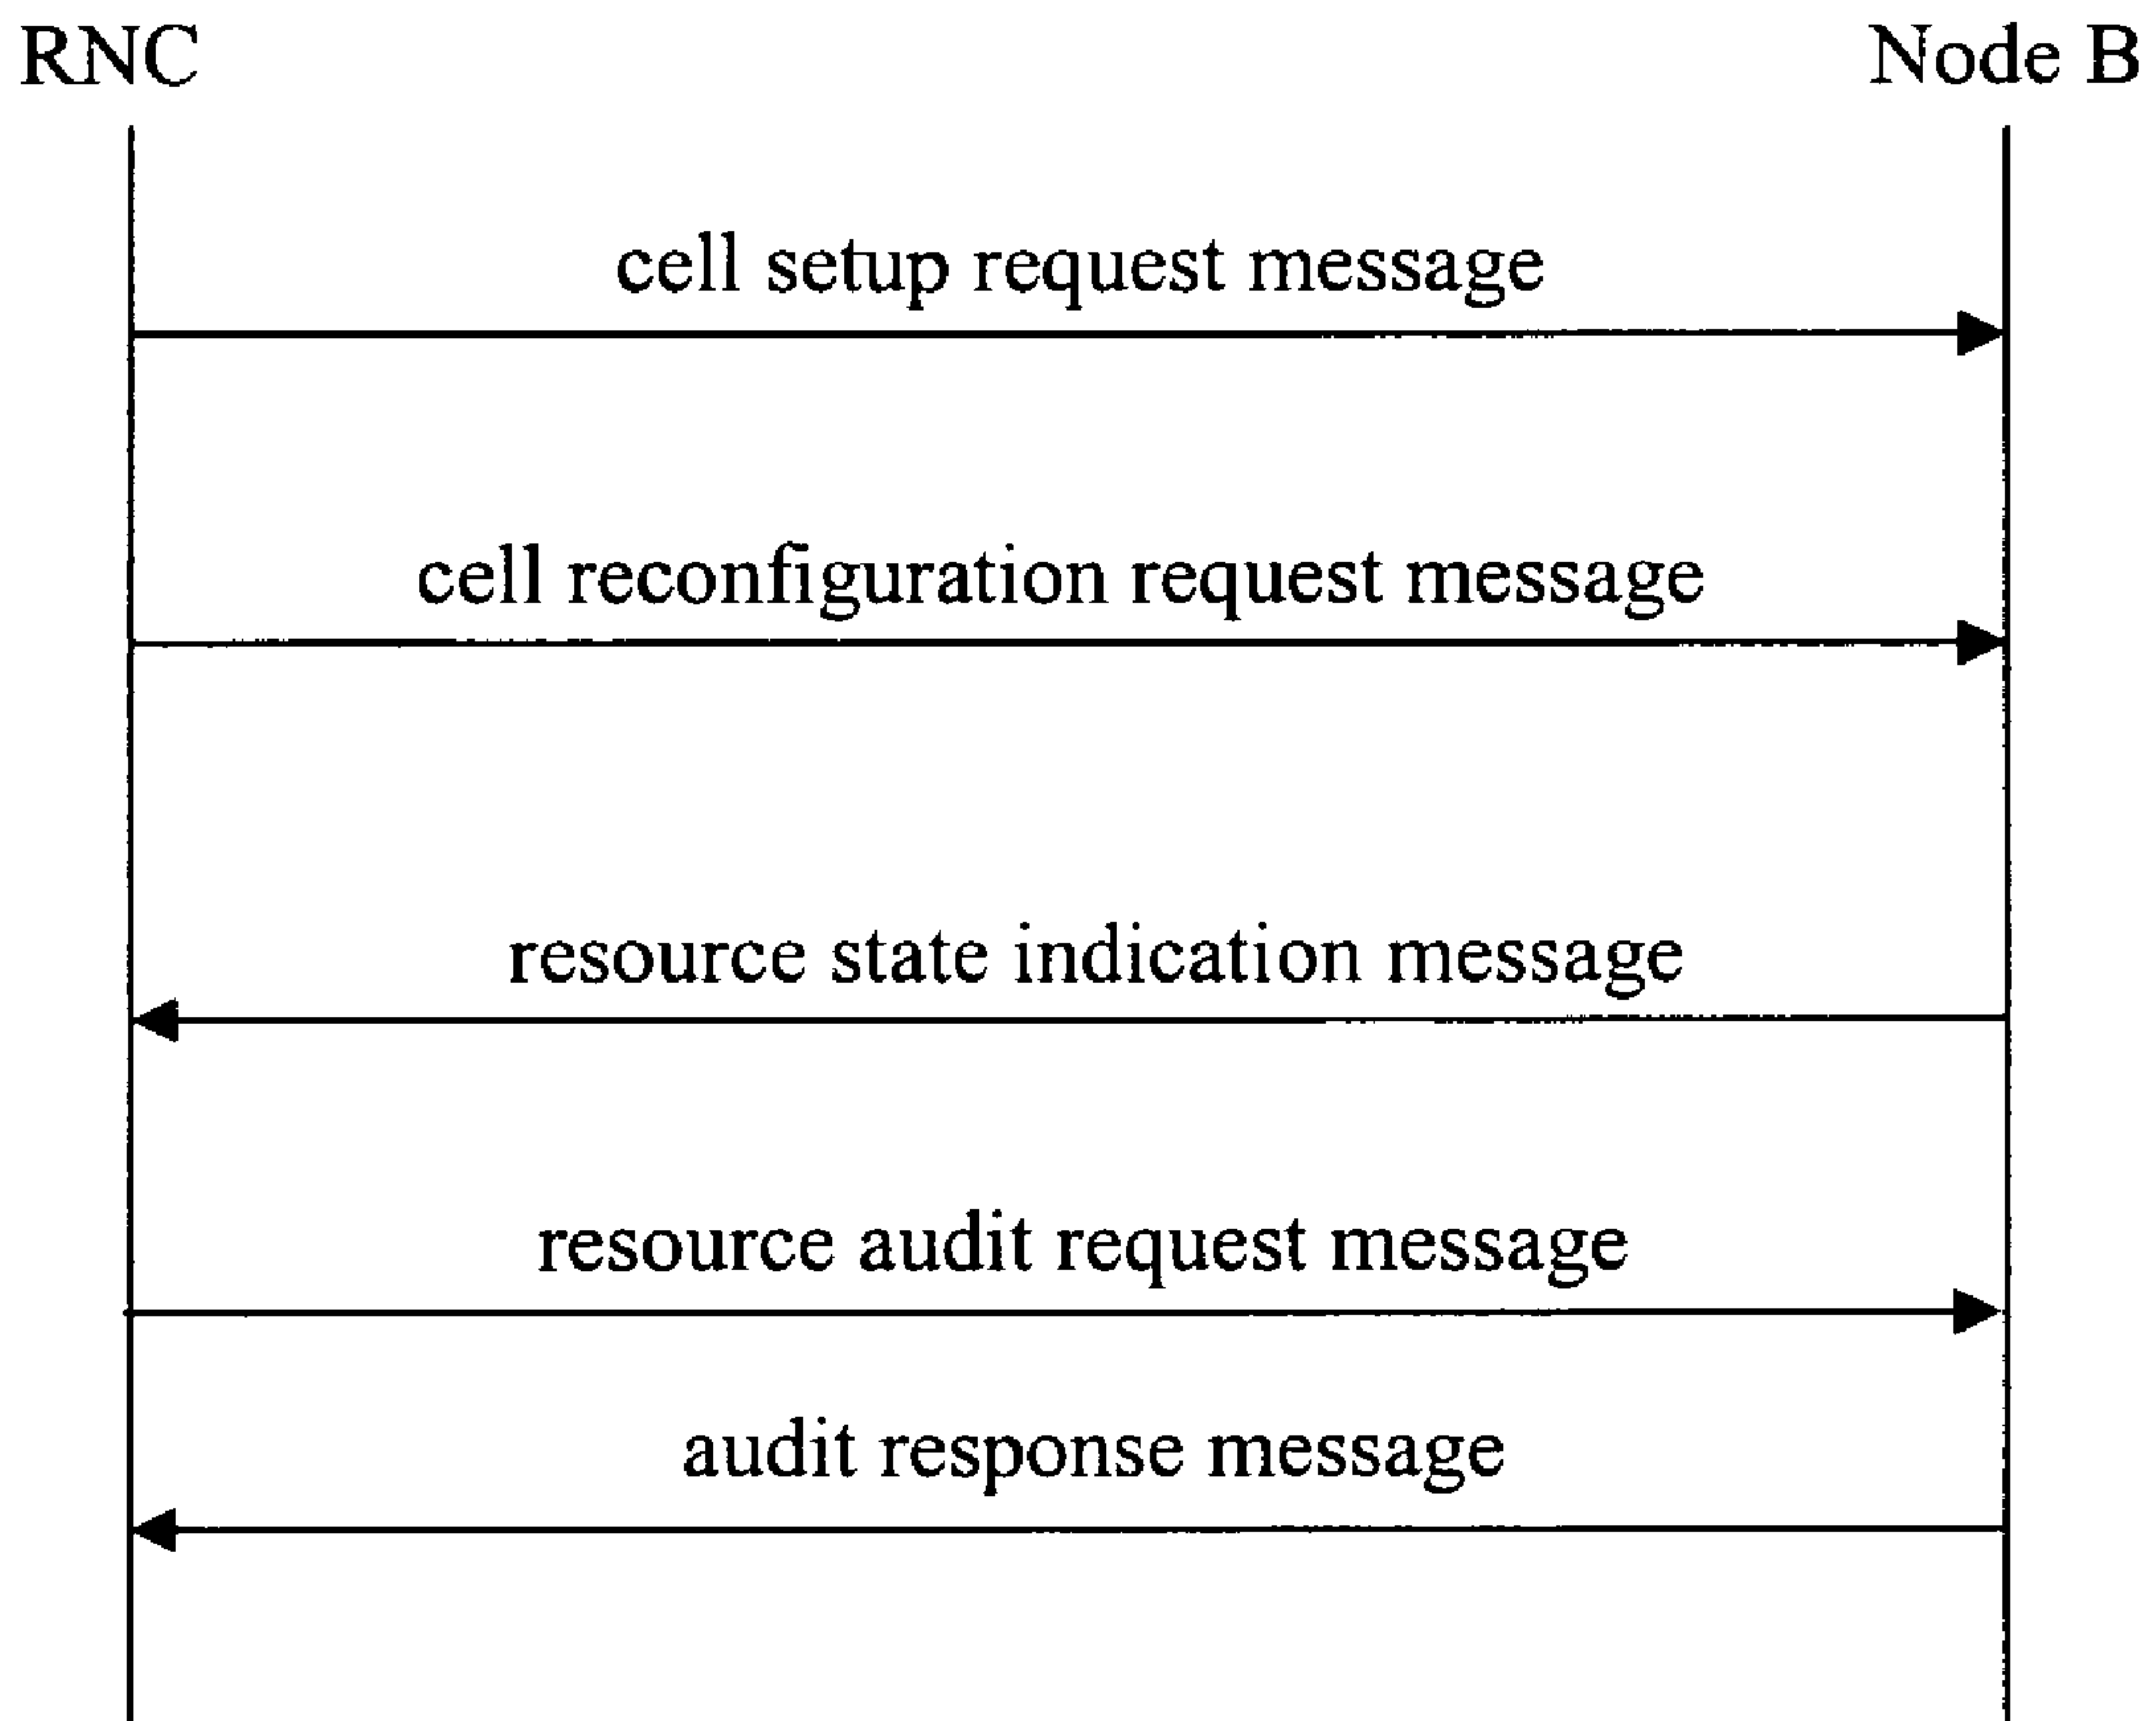 RNC Node B
cell setup request message
cell reconfiguration request message
resource state indication message
resource audit request message
audit response message